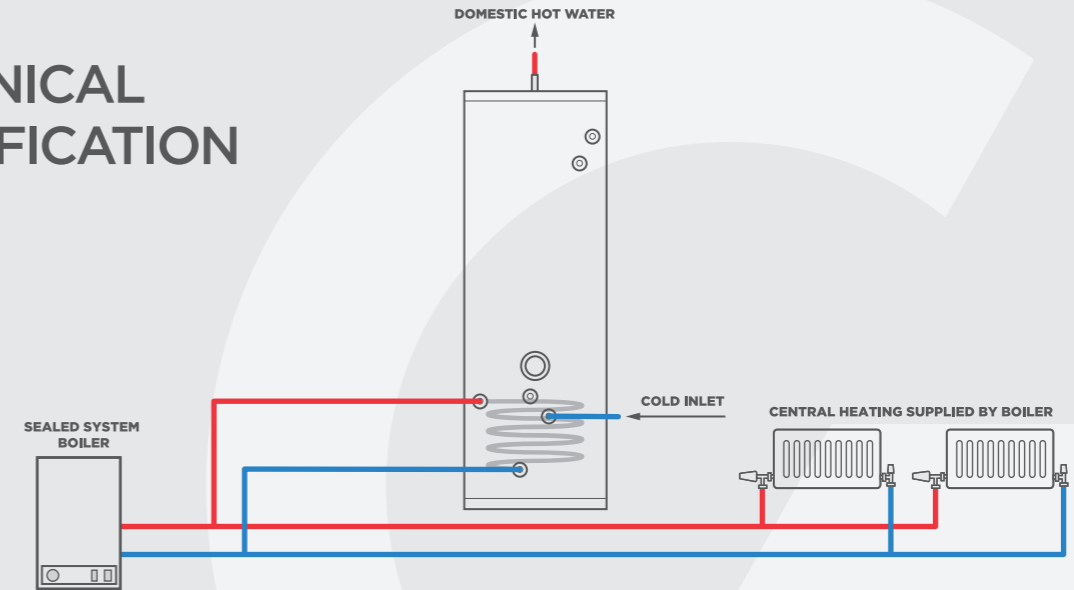 DOMESTIC HOT WATER
NICAL
FICATION
COLD INLET
CENTRAL HEATING SUPPLIED BY BOILER
SEALED SYSTEM
BOILER